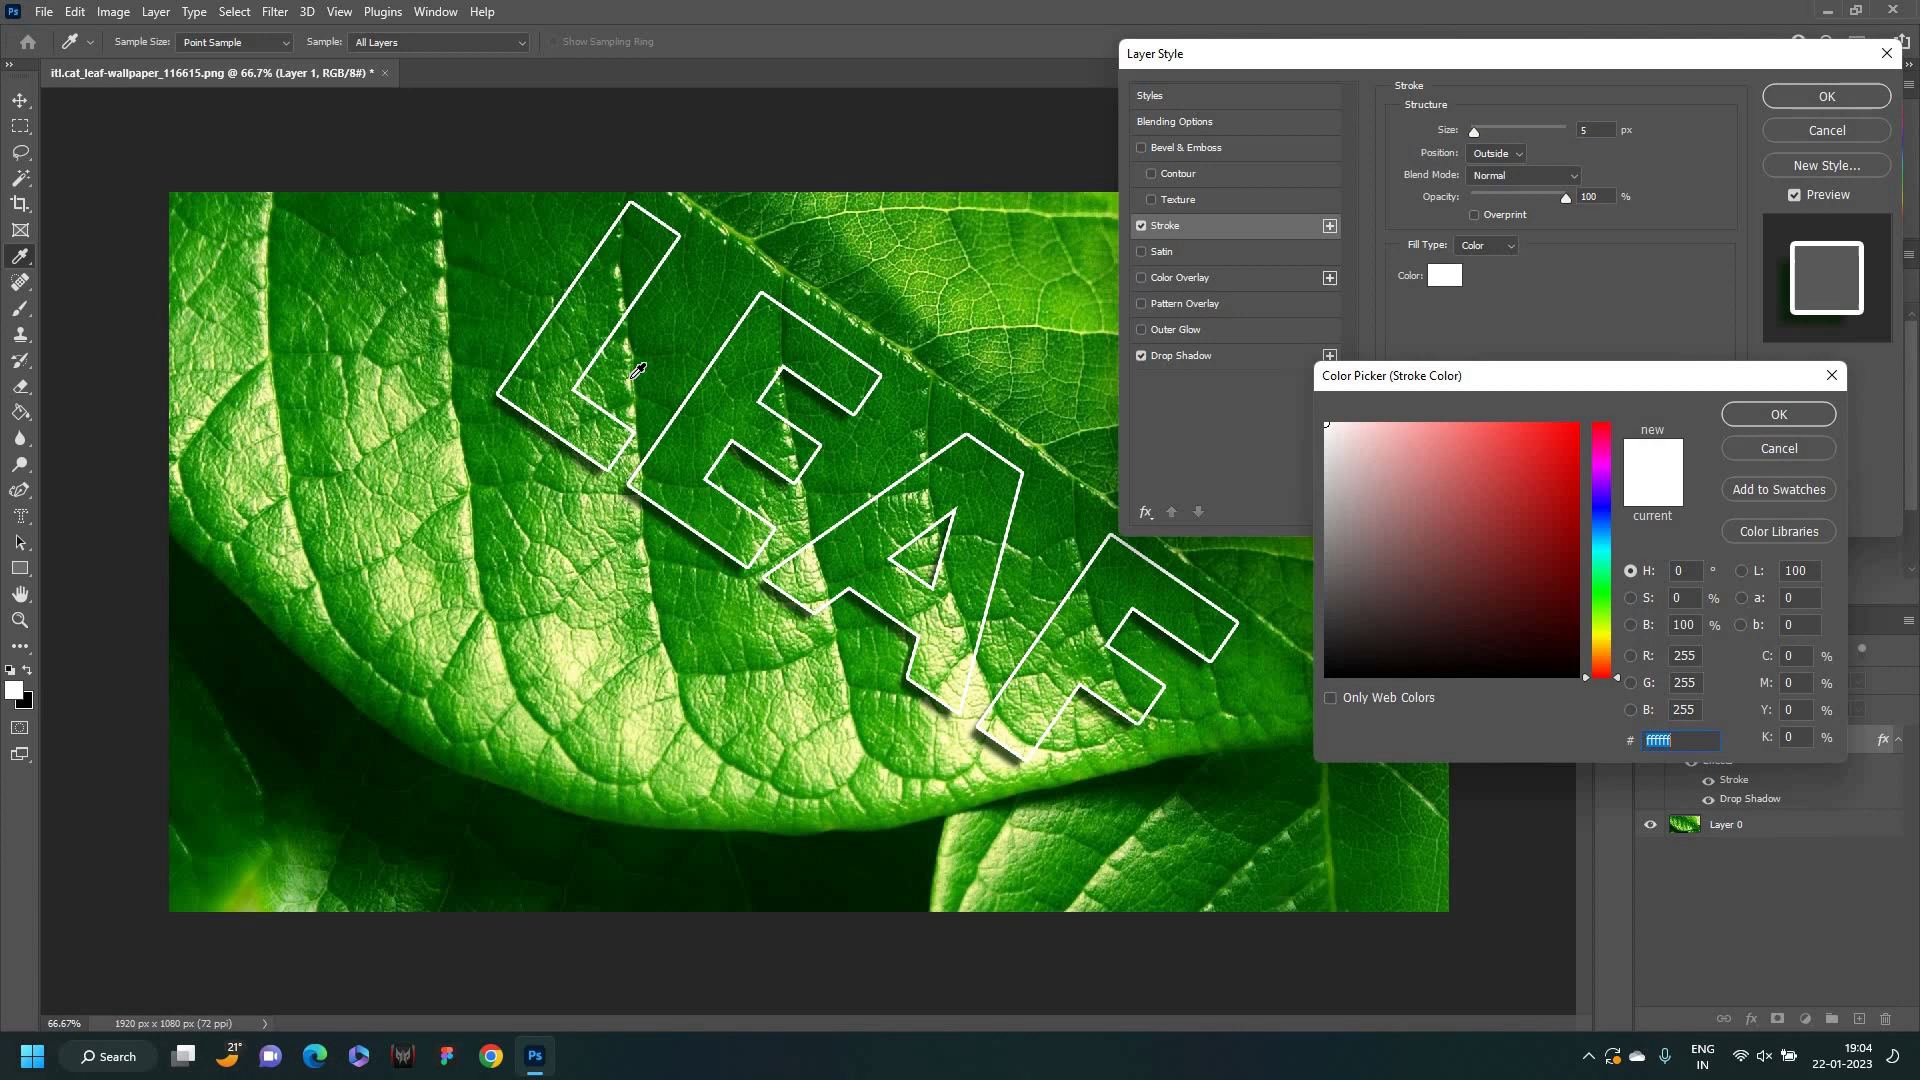 Ps File Edit Image Layer Type Select Filter 3D View Plugins Window Help
Sample Size: Point Sample Sample: All Layers Show Sampling Ring
itl.cat_leaf-wallpaper_116615.png @ 66.7% (Layer 1, RGB/8#) * ×
LEAF
Layer Style
Styles
Blending Options
Bevel & Emboss
Contour
Texture
Stroke
Satin
Color Overlay
Pattern Overlay
Outer Glow
Drop Shadow
fx
Stroke
Structure
Size: 5 px
Position: Outside
Blend Mode: Normal
Opacity: 100 %
Overprint
Fill Type: Color
Color:
OK
Cancel
New Style...
Preview
Color Picker (Stroke Color)
new
current
OK
Cancel
Add to Swatches
Color Libraries
H: 0 ° L: 100
S: 0 % a: 0
B: 100 % b: 0
R: 255 C: 0 %
G: 255 M: 0 %
B: 255 Y: 0 %
# ffffff K: 0 %
Only Web Colors
fx
Stroke
Drop Shadow
Layer 0
fx
66.67% 1920 px x 1080 px (72 ppi)
21°
Search
Ps
ENG
IN
19:04
22-01-2023